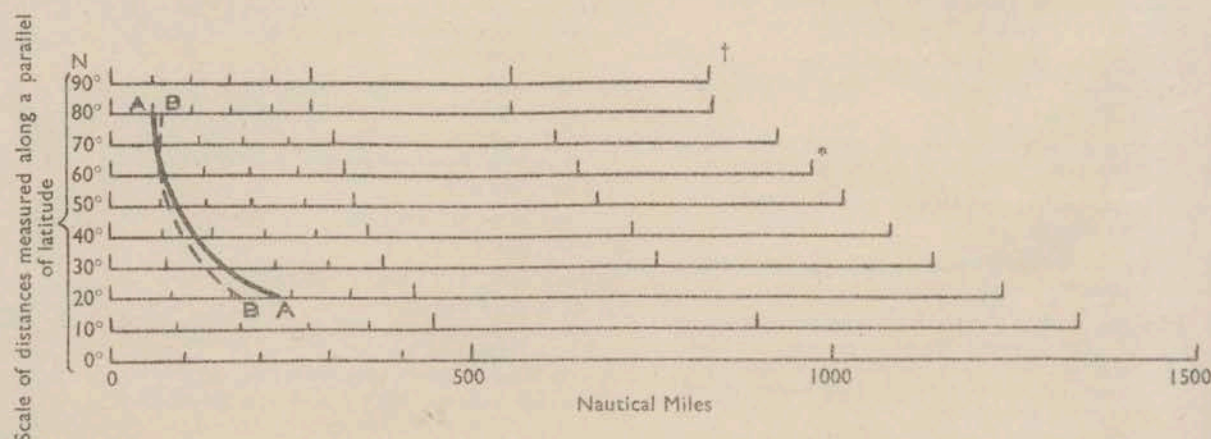 Scale of distances measured along a parallel
of latitude
N
†
90°
A B
80°
70°
*
60°
50°
40°
30°
20°
B A
10°
0°
0 500 1000 1500
Nautical Miles